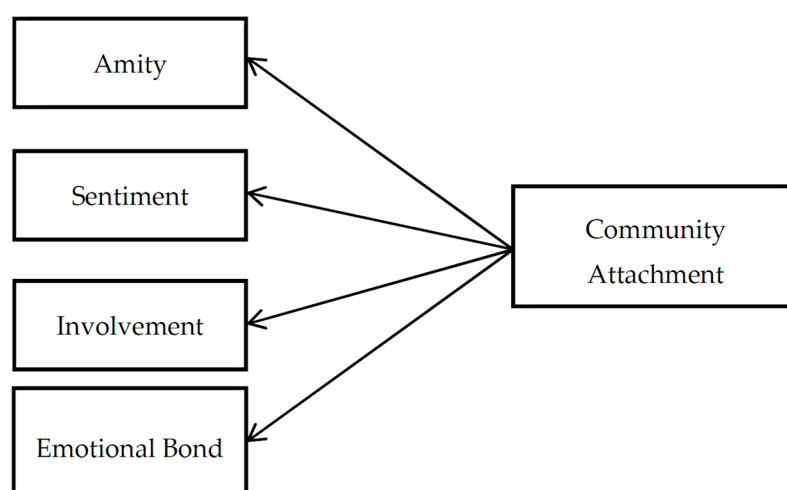 Amity
Sentiment
Involvement
Emotional Bond
Community
Attachment